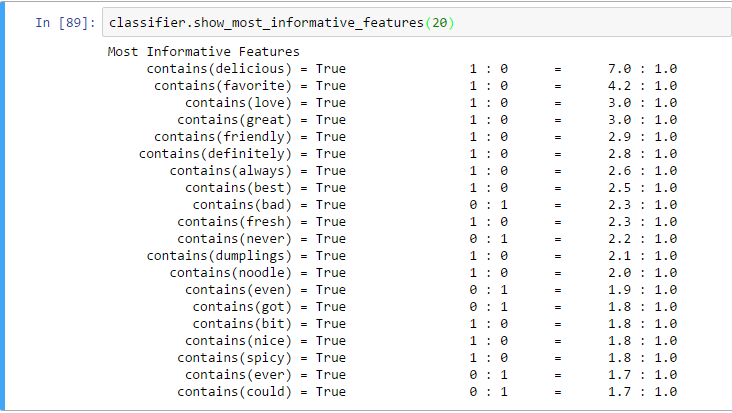 In [89]: classifier.show_most_informative_features(20)
Most Informative Features
contains(delicious) = True 1 : 0 = 7.0 : 1.0
contains(favorite) = True 1 : 0 = 4.2 : 1.0
contains(love) = True 1 : 0 = 3.0 : 1.0
contains(great) = True 1 : 0 = 3.0 : 1.0
contains(friendly) = True 1 : 0 = 2.9 : 1.0
contains(definitely) = True 1 : 0 = 2.8 : 1.0
contains(always) = True 1 : 0 = 2.6 : 1.0
contains(best) = True 1 : 0 = 2.5 : 1.0
contains(bad) = True 0 : 1 = 2.3 : 1.0
contains(fresh) = True 1 : 0 = 2.3 : 1.0
contains(never) = True 0 : 1 = 2.2 : 1.0
contains(dumplings) = True 1 : 0 = 2.1 : 1.0
contains(noodle) = True 1 : 0 = 2.0 : 1.0
contains(even) = True 0 : 1 = 1.9 : 1.0
contains(got) = True 0 : 1 = 1.8 : 1.0
contains(bit) = True 1 : 0 = 1.8 : 1.0
contains(nice) = True 1 : 0 = 1.8 : 1.0
contains(spicy) = True 1 : 0 = 1.8 : 1.0
contains(ever) = True 0 : 1 = 1.7 : 1.0
contains(could) = True 0 : 1 = 1.7 : 1.0